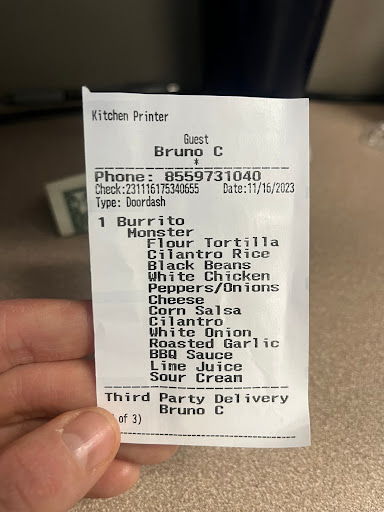 Kitchen Printer
Guest
Bruno C
*
Phone: 8559731040
Check:231116175340655 Date:11/16/2023
Type: Doordash
1 Burrito
Monster
Flour Tortilla
Cilantro Rice
Black Beans
White Chicken
Peppers/Onions
Cheese
Corn Salsa
Cilantro
White Onion
Roasted Garlic
BBQ Sauce
Lime Juice
Sour Cream
Third Party Delivery
Bruno C
of 3)